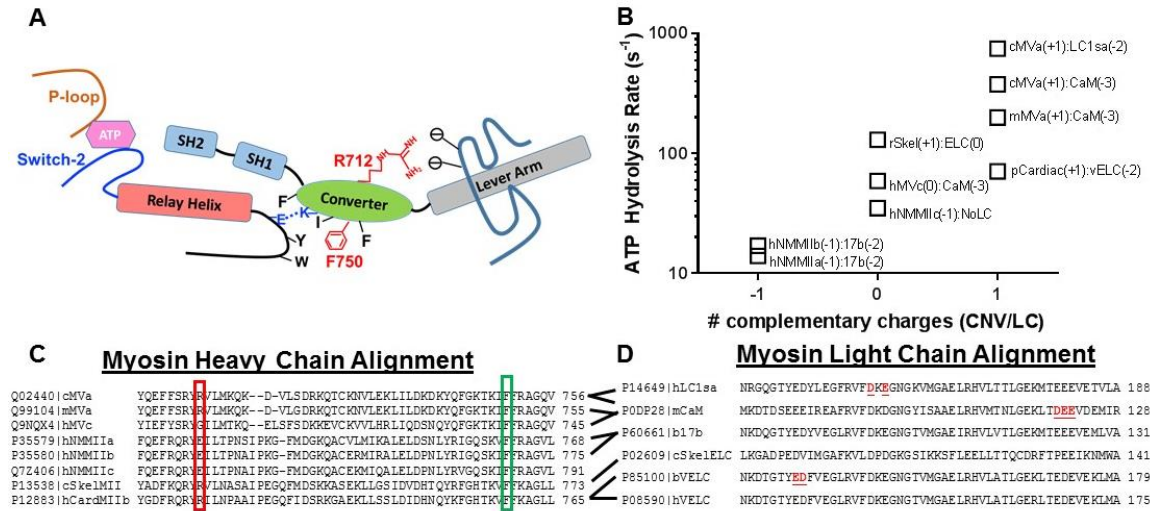 A
P-loop
ATP
Switch-2
SH2
SH1
Relay Helix
F
E
K
I
Y
W
R712
NH
NH
NH₂
Converter
F
F750
Lever Arm
B
ATP Hydrolysis Rate (s⁻¹)
1000
100
10
cMVa(+1):LC1sa(-2)
cMVa(+1):CaM(-3)
mMVa(+1):CaM(-3)
rSkel(+1):ELC(0)
pCardiac(+1):vELC(-2)
hMVc(0):CaM(-3)
hNMMIIc(-1):NoLC
hNMMIIb(-1):17b(-2)
hNMMIIa(-1):17b(-2)
-1 0 1
# complementary charges (CNV/LC)
C
Myosin Heavy Chain Alignment
Q02440|cMVa YQEFFSRYRVLMKQK--D-VLSDRKQTCKNVLEKLILDKDKYQFGKTKIFFRAGQV 756
Q99104|mMVa YQEFFSRYRVLMKQK--D-VLGDRKQTCKNVLEKLILDKDKYQFGKTKIFFRAGQV 755
Q9NQX4|hMVc YIEFYSRYGILMTKQ-ELSFSDKKEVCKVVLHRLIQDSNQYQFGKTKIFFRAGQV 745
P35579|hNMMIIa FQEFRQRYEILTPNSIPKG-FMDGKQACVLMIKALELDSNLYRIGQSKVFFRAGVL 768
P35580|hNMMIIb FQEFRQRYEILTPNAIPKG-FMDGKQACERMIRALELDPNLYRIGQSKIFFRAGVL 775
Q7Z406|hNMMIIc FQEFRQRYEILTPNAIPKG-FMDGKQACEKMIQALELDPNLYRVGQSKIFFRAGVL 791
P13538|cSkelMII YADFKQRYRVLNASAIPEGQFMDSKKASEKLLGSIDVDHTQYRFGHTKVFFKAGLL 773
P12883|hCardMIIb YGDFRQRYRILNPAAIPEGQFIDSRKGAEKLLSSLDIDHNQYKFGHTKVFFKAGLL 765
D
Myosin Light Chain Alignment
P14649|hLC1sa NRGQGTYEDYLEGFRVFDKEGNGKVMGAELRHVLTTLGEKMTEEEVETVLA 188
P0DP28|mCaM MKDTDSEEEIREAFRVFDKDGNGYISAAELRHVMTNLGEKLTDEEVDEMIR 128
P60661|b17b NKDQGTYEDYVEGLRVFDKEGNGTVMGAEIRHVLVTLGEKMTEEEVEMLVA 131
P02609|cSkelELC LKGADPEDVIMGAFKVLDPDGKGSIKKSFLEELLTTQCDRFTPEEIKNMWA 141
P85100|bVELC NKDTGTYEDFVEGLRVFDKEGNGTVMGAELRHVLATLGERMTEDEVEKLMA 179
P08590|hVELC NKDTGTYEDFVEGLRVFDKEGNGTVMGAELRHVLATLGERLTEDEVEKLMA 175